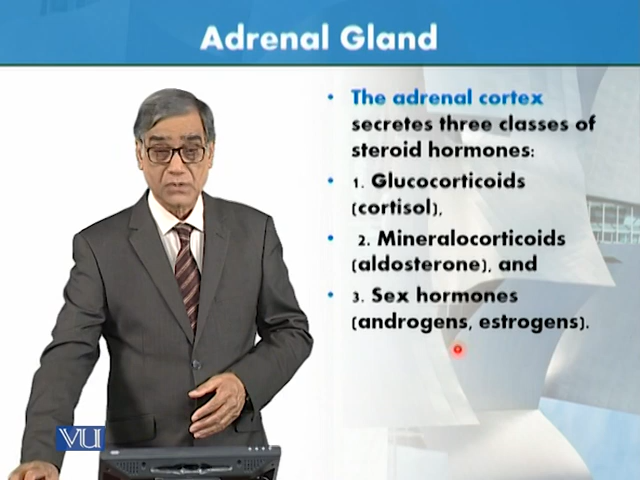 Adrenal Gland
• The adrenal cortex
secretes three classes of
steroid hormones:
• 1. Glucocorticoids
(cortisol),
• 2. Mineralocorticoids
(aldosterone), and
• 3. Sex hormones
(androgens, estrogens).
VU